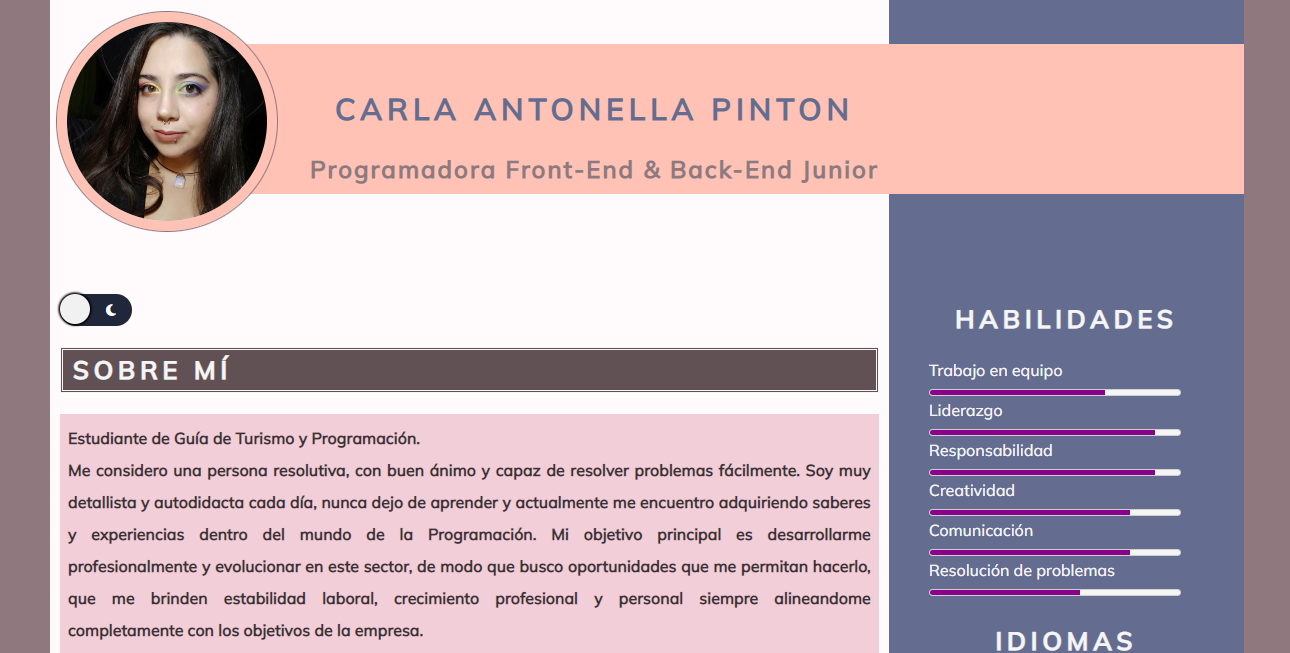 CARLA ANTONELLA PINTON
Programadora Front-End & Back-End Junior
SOBRE MÍ
Estudiante de Guía de Turismo y Programación.
Me considero una persona resolutiva, con buen ánimo y capaz de resolver problemas fácilmente. Soy muy
detallista y autodidacta cada día, nunca dejo de aprender y actualmente me encuentro adquiriendo saberes
y experiencias dentro del mundo de la Programación. Mi objetivo principal es desarrollarme
profesionalmente y evolucionar en este sector, de modo que busco oportunidades que me permitan hacerlo,
que me brinden estabilidad laboral, crecimiento profesional y personal siempre alineandome
completamente con los objetivos de la empresa.
HABILIDADES
Trabajo en equipo
Liderazgo
Responsabilidad
Creatividad
Comunicación
Resolución de problemas
IDIOMAS